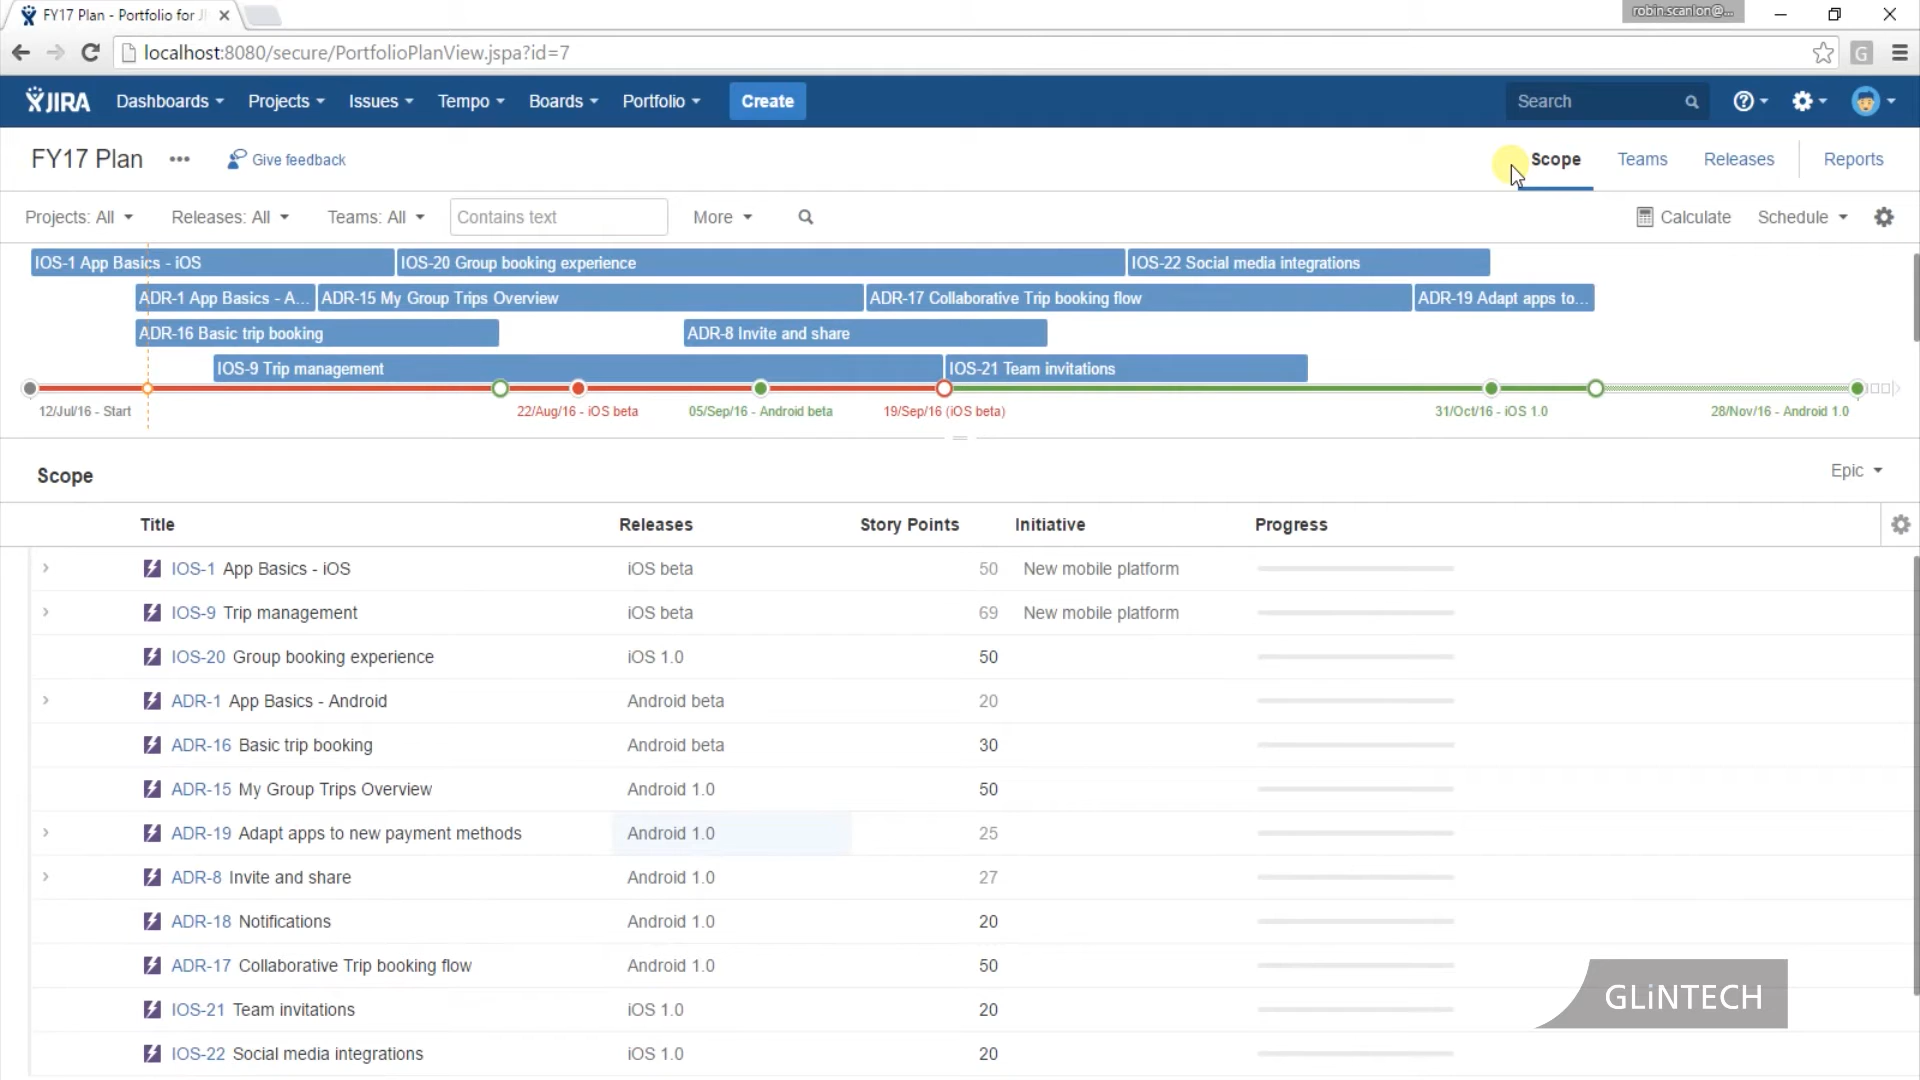 FY17 Plan - Portfolio for J
robin.scanlon@...
localhost:8080/secure/PortfolioPlanView.jspa?id=7
JIRA Dashboards Projects Issues Tempo Boards Portfolio Create Search
FY17 Plan ••• Give feedback Scope Teams Releases Reports
Projects: All Releases: All Teams: All Contains text More Calculate Schedule
IOS-1 App Basics - iOS IOS-20 Group booking experience IOS-22 Social media integrations
ADR-1 App Basics - A... ADR-15 My Group Trips Overview ADR-17 Collaborative Trip booking flow ADR-19 Adapt apps to...
ADR-16 Basic trip booking ADR-8 Invite and share
IOS-9 Trip management IOS-21 Team invitations
12/Jul/16 - Start 22/Aug/16 - iOS beta 05/Sep/16 - Android beta 19/Sep/16 (iOS beta) 31/Oct/16 - iOS 1.0 28/Nov/16 - Android 1.0
Scope Epic
Title Releases Story Points Initiative Progress
IOS-1 App Basics - iOS iOS beta 50 New mobile platform
IOS-9 Trip management iOS beta 69 New mobile platform
IOS-20 Group booking experience iOS 1.0 50
ADR-1 App Basics - Android Android beta 20
ADR-16 Basic trip booking Android beta 30
ADR-15 My Group Trips Overview Android 1.0 50
ADR-19 Adapt apps to new payment methods Android 1.0 25
ADR-8 Invite and share Android 1.0 27
ADR-18 Notifications Android 1.0 20
ADR-17 Collaborative Trip booking flow Android 1.0 50
IOS-21 Team invitations iOS 1.0 20
IOS-22 Social media integrations iOS 1.0 20
GLiNTECH